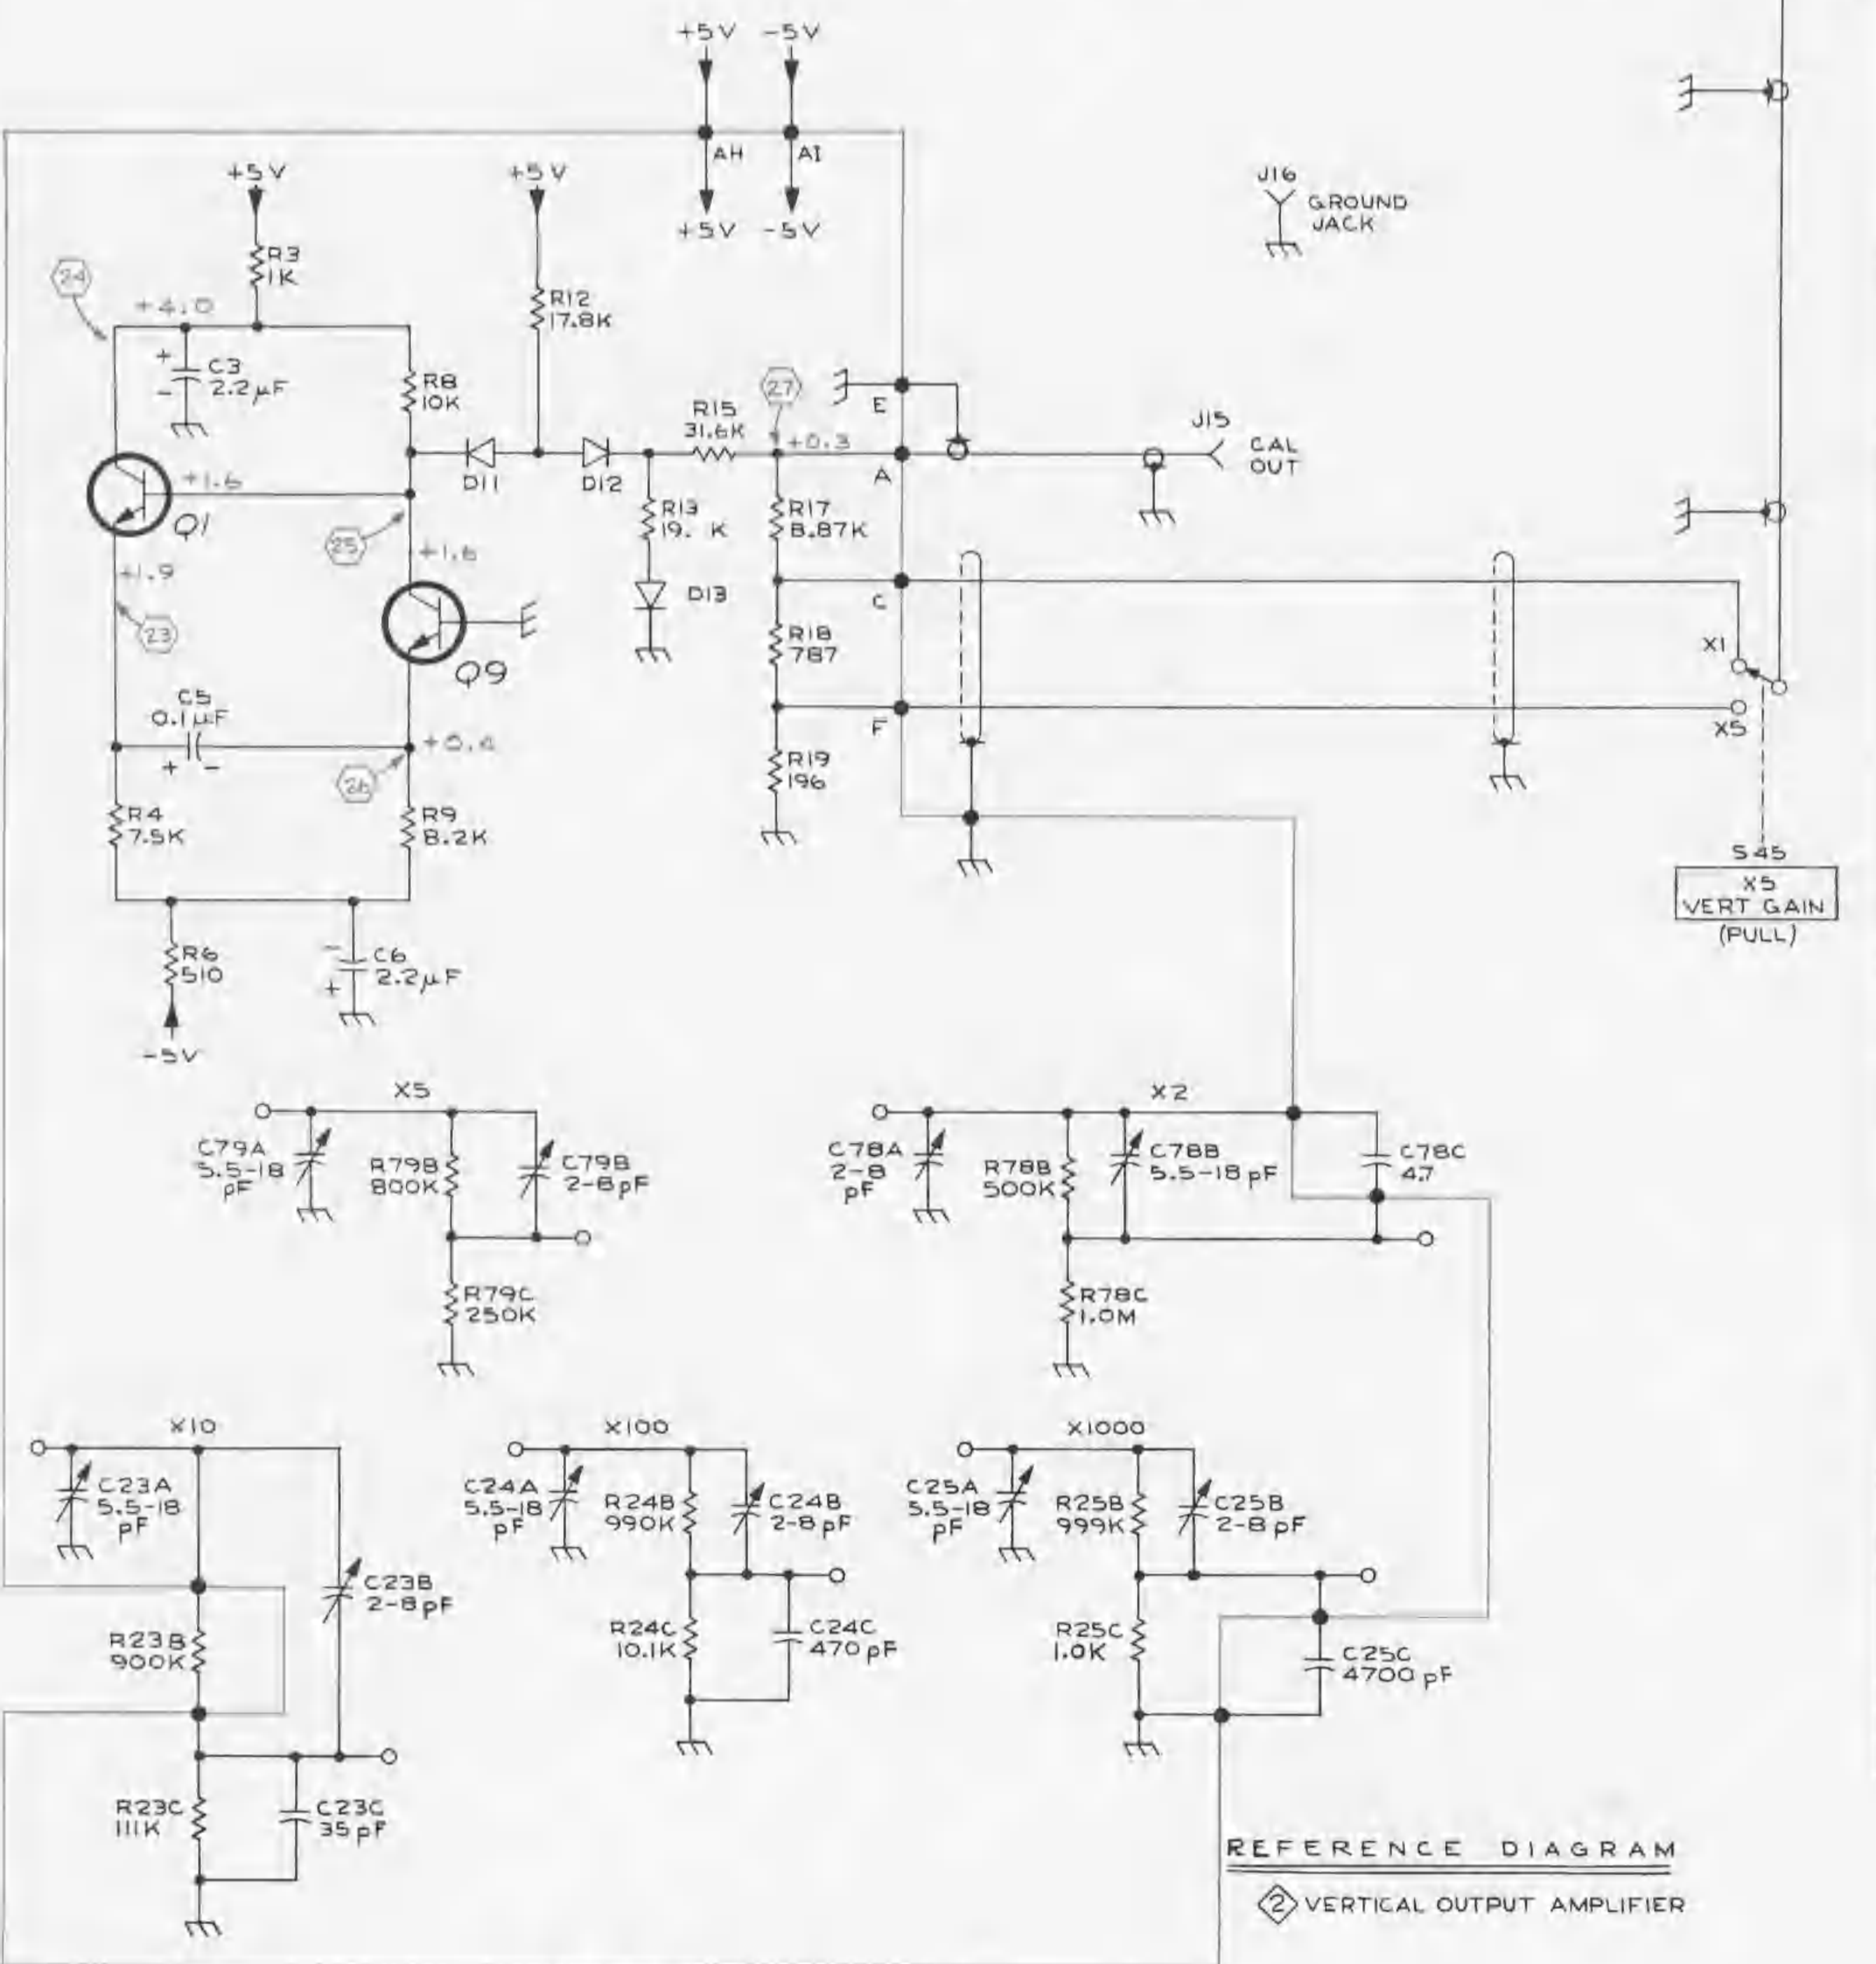 +5V -5V
AH AI
+5V -5V
+5V
+5V
J16
GROUND
JACK
24
R3
1K
+4.0
R12
17.8K
C3
2.2µF
+
-
R8
10K
27
R15
31.6K
+0.3
E
A
J15
CAL
OUT
D11
D12
+1.6
Q1
R13
19. K
R17
8.87K
25
+1.6
+1.9
23
D13
C
Q9
R18
787
X1
C5
0.1µF
+ -
F
X5
26
R19
196
R4
7.5K
R9
8.2K
S45
X5
VERT GAIN
(PULL)
R6
510
-
+
C6
2.2µF
-5V
X5
C79A
5.5-18
pF
R79B
800K
C79B
2-8pF
R79C
250K
X2
C78A
2-8
pF
R78B
500K
C78B
5.5-18pF
C78C
4.7
R78C
1.0M
X10
C23A
5.5-18
pF
C23B
2-8pF
R23B
900K
R23C
111K
C23C
35pF
X100
C24A
5.5-18
pF
R24B
990K
C24B
2-8pF
R24C
10.1K
C24C
470pF
X1000
C25A
5.5-18
pF
R25B
999K
C25B
2-8pF
R25C
1.0K
C25C
4700pF
REFERENCE DIAGRAM
2 VERTICAL OUTPUT AMPLIFIER